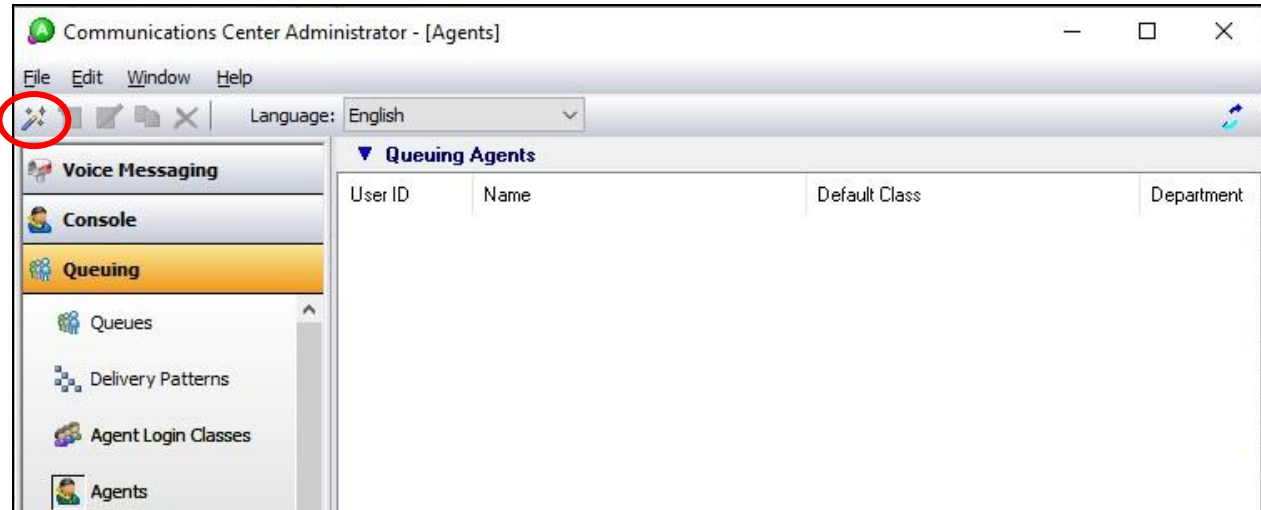 Communications Center Administrator - [Agents]
File Edit Window Help
Language: English
Voice Messaging
Console
Queuing
Queues
Delivery Patterns
Agent Login Classes
Agents
Queuing Agents
User ID Name Default Class Department